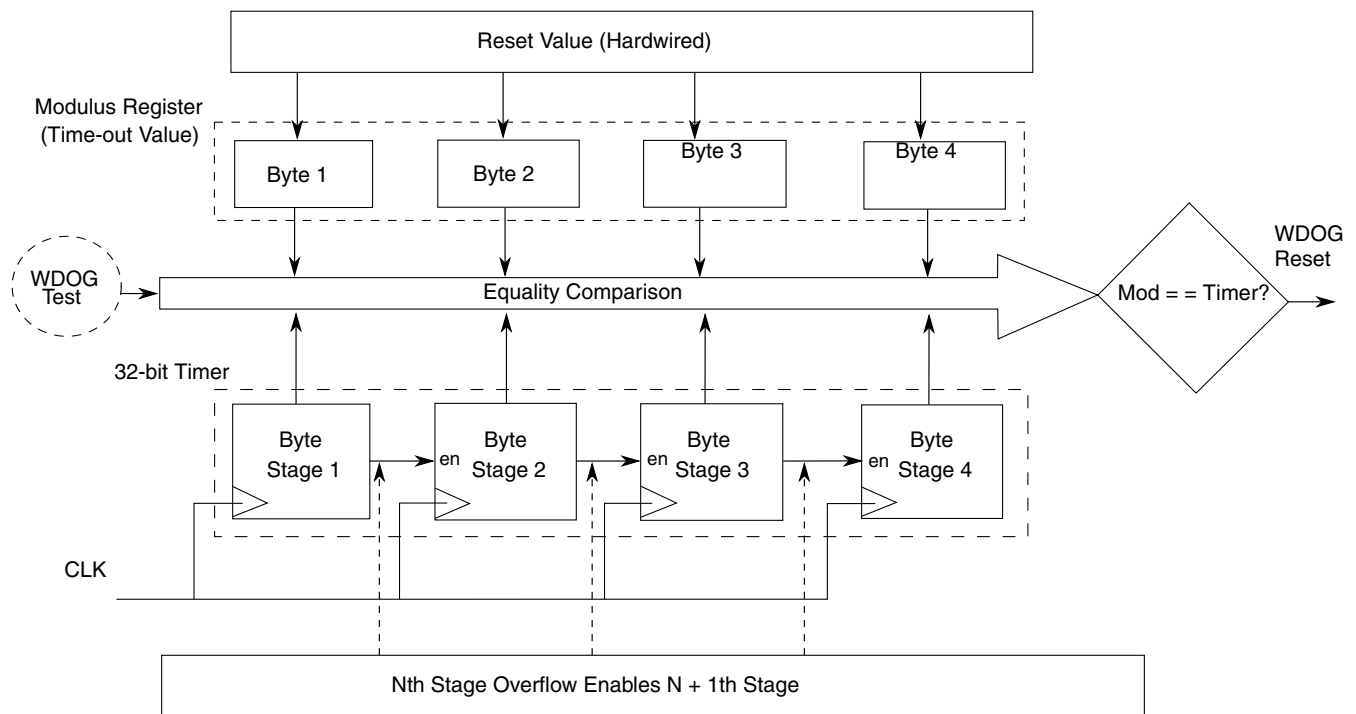 Reset Value (Hardwired)
Modulus Register
(Time-out Value)
Byte 1
Byte 2
Byte 3
Byte 4
WDOG
Test
Equality Comparison
Mod = = Timer?
WDOG
Reset
32-bit Timer
Byte
Stage 1
en
Byte
Stage 2
en
Byte
Stage 3
en
Byte
Stage 4
CLK
Nth Stage Overflow Enables N + 1th Stage